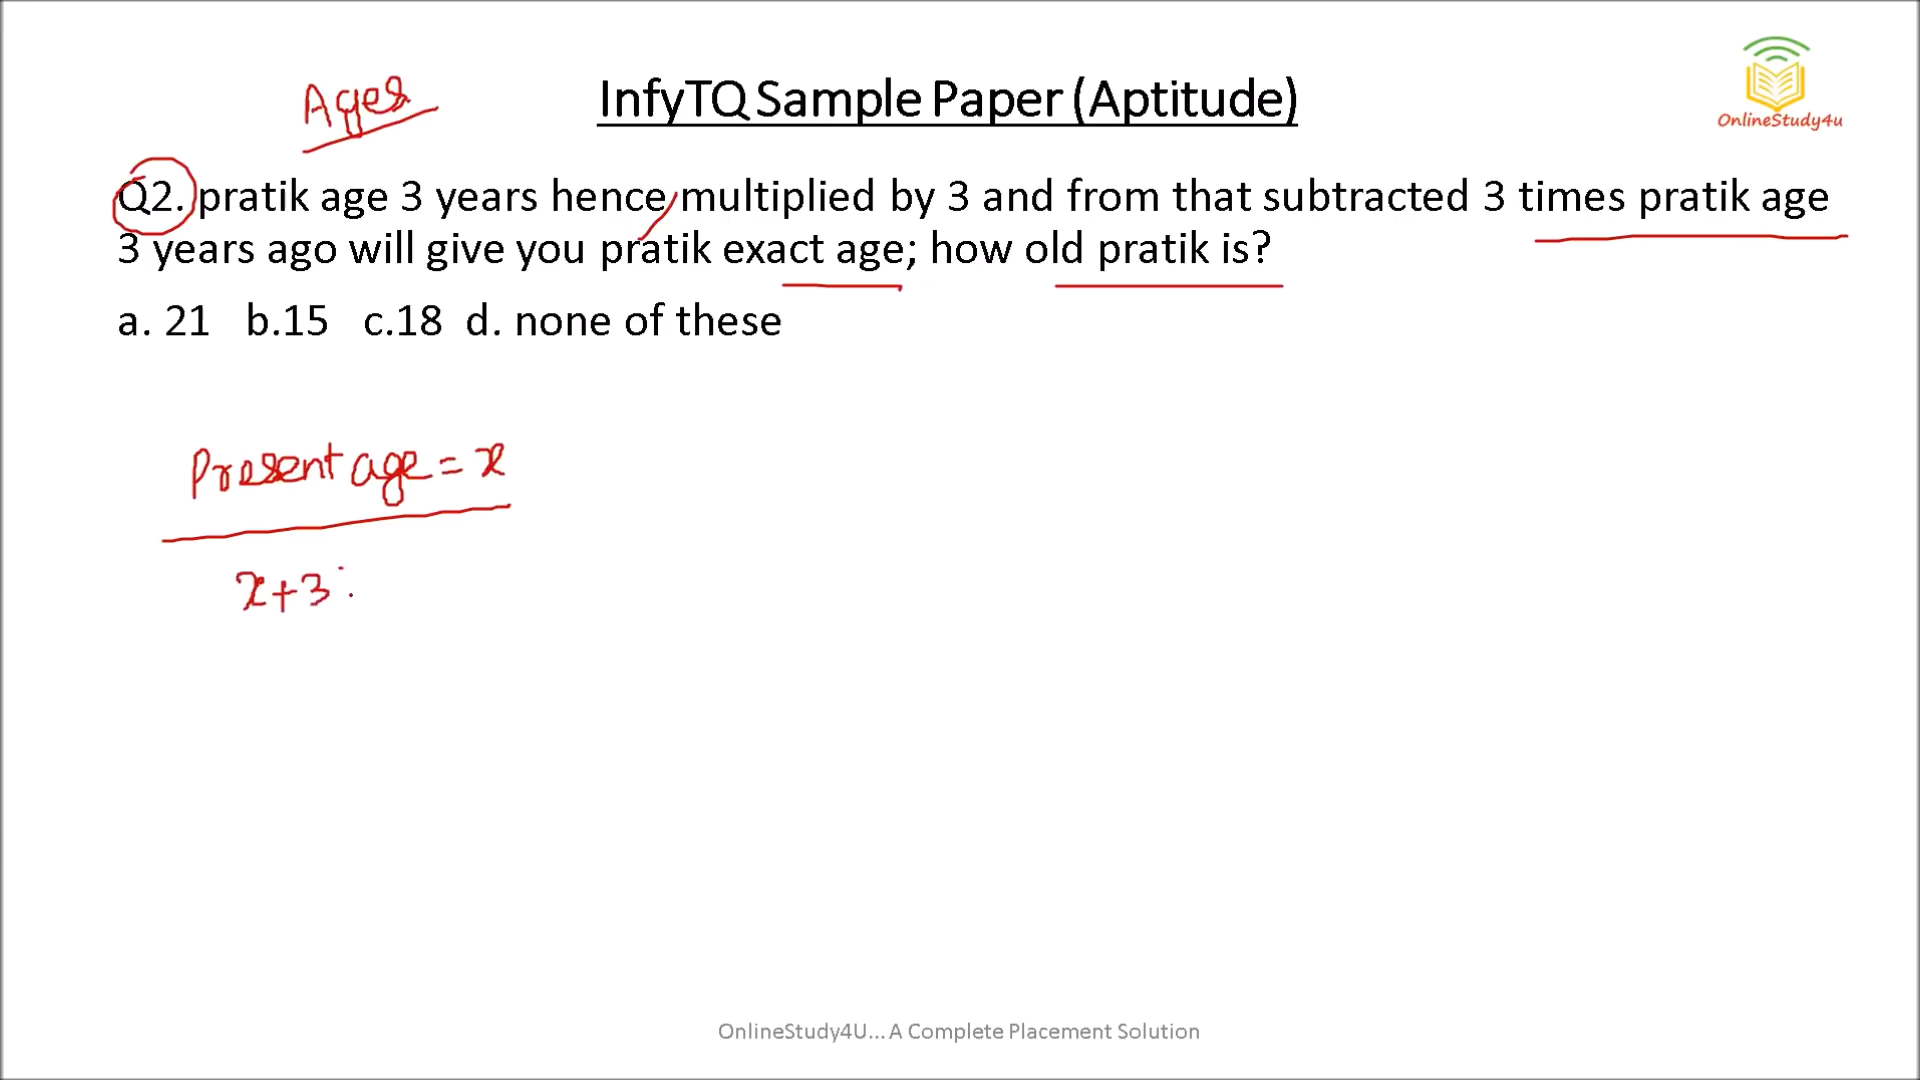 Ages
InfyTQ Sample Paper (Aptitude)
OnlineStudy4u
Q2. pratik age 3 years hence multiplied by 3 and from that subtracted 3 times pratik age
3 years ago will give you pratik exact age; how old pratik is?
a. 21 b.15 c.18 d. none of these
Present age = x
x+3 :
OnlineStudy4U... A Complete Placement Solution